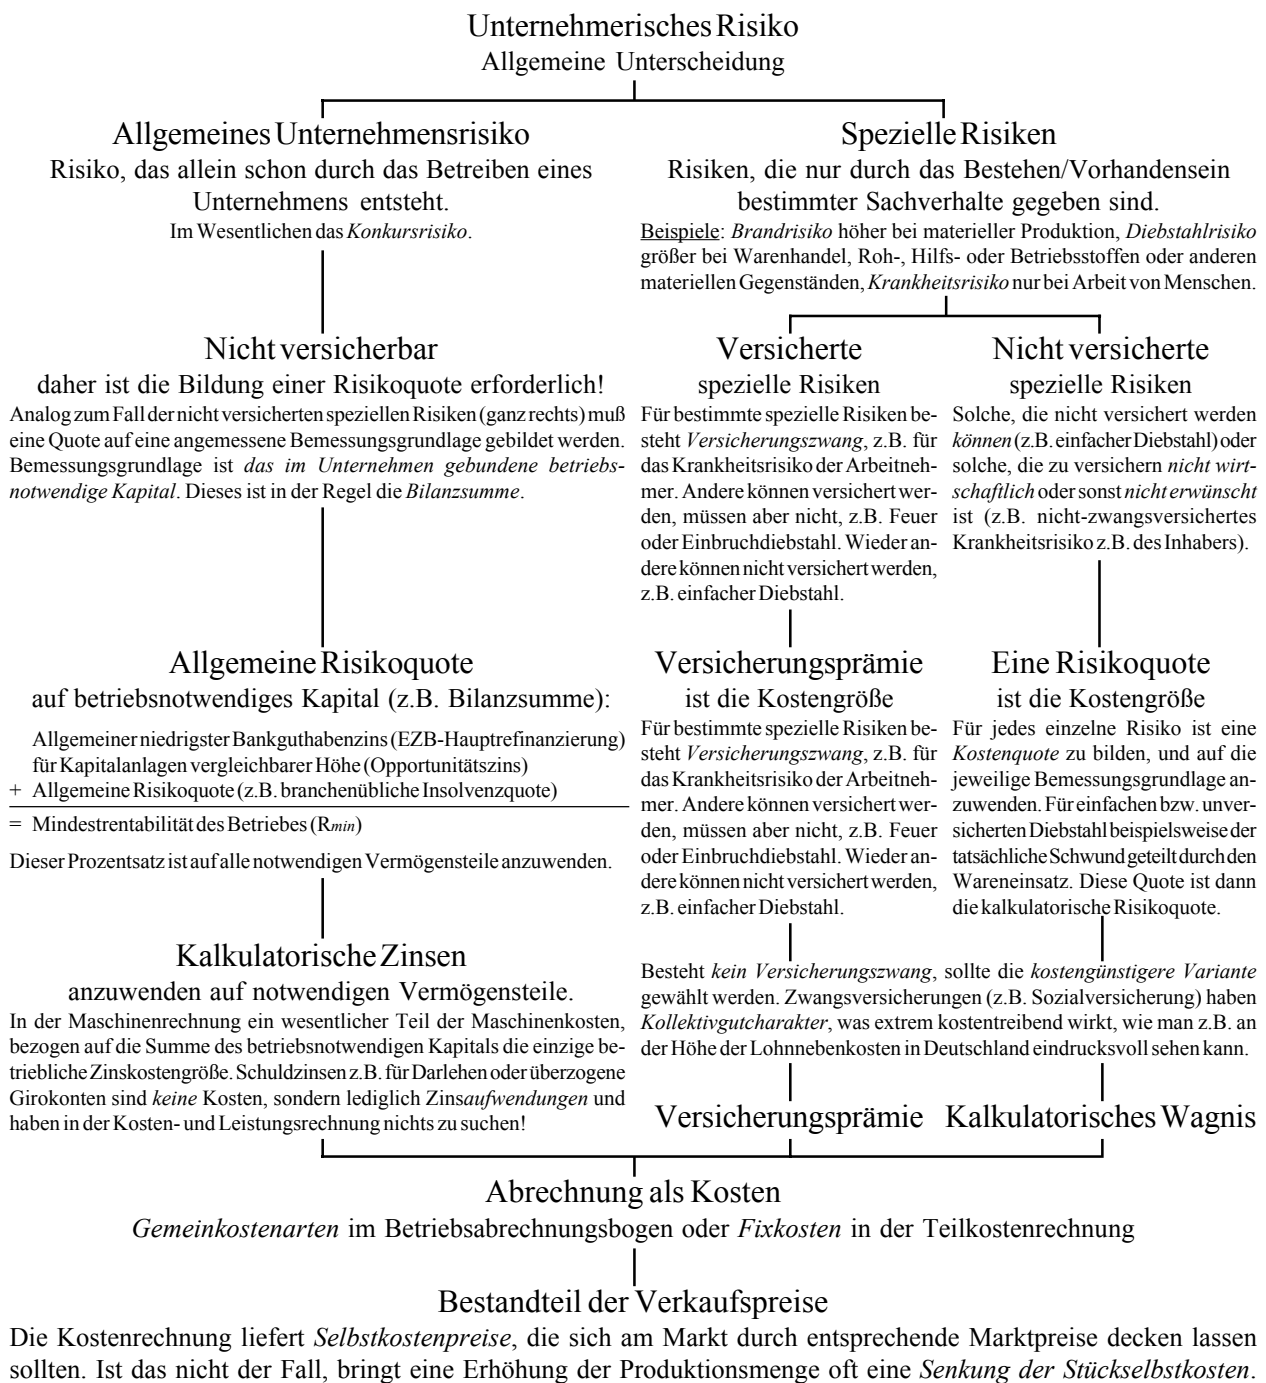 Unternehmerisches Risiko
Allgemeine Unterscheidung
Allgemeines Unternehmensrisiko
Risiko, das allein schon durch das Betreiben eines
Unternehmens entsteht.
Im Wesentlichen das Konkursrisiko.
Spezielle Risiken
Risiken, die nur durch das Bestehen/Vorhandensein
bestimmter Sachverhalte gegeben sind.
Beispiele: Brandrisiko höher bei materieller Produktion, Diebstahlrisiko
größer bei Warenhandel, Roh-, Hilfs- oder Betriebsstoffen oder anderen
materiellen Gegenständen, Krankheitsrisiko nur bei Arbeit von Menschen.
Nicht versicherbar
daher ist die Bildung einer Risikoquote erforderlich!
Analog zum Fall der nicht versicherten speziellen Risiken (ganz rechts) muß
eine Quote auf eine angemessene Bemessungsgrundlage gebildet werden.
Bemessungsgrundlage ist das im Unternehmen gebundene betriebs-
notwendige Kapital. Dieses ist in der Regel die Bilanzsumme.
Versicherte
spezielle Risiken
Für bestimmte spezielle Risiken be-
steht Versicherungszwang, z.B. für
das Krankheitsrisiko der Arbeitneh-
mer. Andere können versichert wer-
den, müssen aber nicht, z.B. Feuer
oder Einbruchdiebstahl. Wieder an-
dere können nicht versichert werden,
z.B. einfacher Diebstahl.
Nicht versicherte
spezielle Risiken
Solche, die nicht versichert werden
können (z.B. einfacher Diebstahl) oder
solche, die zu versichern nicht wirt-
schaftlich oder sonst nicht erwünscht
ist (z.B. nicht-zwangsversichertes
Krankheitsrisiko z.B. des Inhabers).
Allgemeine Risikoquote
auf betriebsnotwendiges Kapital (z.B. Bilanzsumme):
Allgemeiner niedrigster Bankguthabenzins (EZB-Hauptrefinanzierung)
für Kapitalanlagen vergleichbarer Höhe (Opportunitätszins)
+ Allgemeine Risikoquote (z.B. branchenübliche Insolvenzquote)
= Mindestrentabilität des Betriebes (Rmin)
Dieser Prozentsatz ist auf alle notwendigen Vermögensteile anzuwenden.
Versicherungsprämie
ist die Kostengröße
Für bestimmte spezielle Risiken be-
steht Versicherungszwang, z.B. für
das Krankheitsrisiko der Arbeitneh-
mer. Andere können versichert wer-
den, müssen aber nicht, z.B. Feuer
oder Einbruchdiebstahl. Wieder an-
dere können nicht versichert werden,
z.B. einfacher Diebstahl.
Eine Risikoquote
ist die Kostengröße
Für jedes einzelne Risiko ist eine
Kostenquote zu bilden, und auf die
jeweilige Bemessungsgrundlage an-
zuwenden. Für einfachen bzw. unver-
sicherten Diebstahl beispielsweise der
tatsächliche Schwund geteilt durch den
Wareneinsatz. Diese Quote ist dann
die kalkulatorische Risikoquote.
Kalkulatorische Zinsen
anzuwenden auf notwendigen Vermögensteile.
In der Maschinenrechnung ein wesentlicher Teil der Maschinenkosten,
bezogen auf die Summe des betriebsnotwendigen Kapitals die einzige be-
triebliche Zinskostengröße. Schuldzinsen z.B. für Darlehen oder überzogene
Girokonten sind keine Kosten, sondern lediglich Zinsaufwendungen und
haben in der Kosten- und Leistungsrechnung nichts zu suchen!
Besteht kein Versicherungszwang, sollte die kostengünstigere Variante
gewählt werden. Zwangsversicherungen (z.B. Sozialversicherung) haben
Kollektivgutcharakter, was extrem kostentreibend wirkt, wie man z.B. an
der Höhe der Lohnnebenkosten in Deutschland eindrucksvoll sehen kann.
Versicherungsprämie
Kalkulatorisches Wagnis
Abrechnung als Kosten
Gemeinkostenarten im Betriebsabrechnungsbogen oder Fixkosten in der Teilkostenrechnung
Bestandteil der Verkaufspreise
Die Kostenrechnung liefert Selbstkostenpreise, die sich am Markt durch entsprechende Marktpreise decken lassen
sollten. Ist das nicht der Fall, bringt eine Erhöhung der Produktionsmenge oft eine Senkung der Stückselbstkosten.